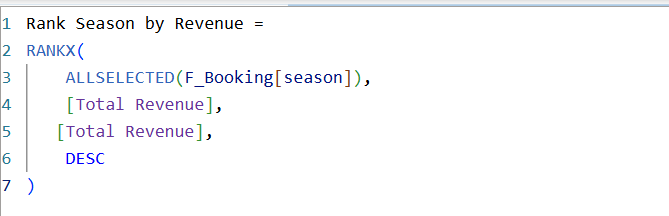 1 Rank Season by Revenue =
2 RANKX(
3 ALLSELECTED(F_Booking[season]),
4 [Total Revenue],
5 [Total Revenue],
6 DESC
7 )